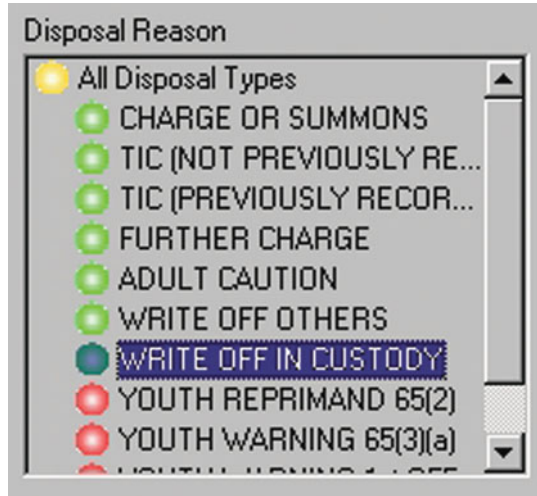 Disposal Reason
All Disposal Types
CHARGE OR SUMMONS
TIC (NOT PREVIOUSLY RE...
TIC (PREVIOUSLY RECOR...
FURTHER CHARGE
ADULT CAUTION
WRITE OFF OTHERS
WRITE OFF IN CUSTODY
YOUTH REPRIMAND 65(2)
YOUTH WARNING 65(3)(a)